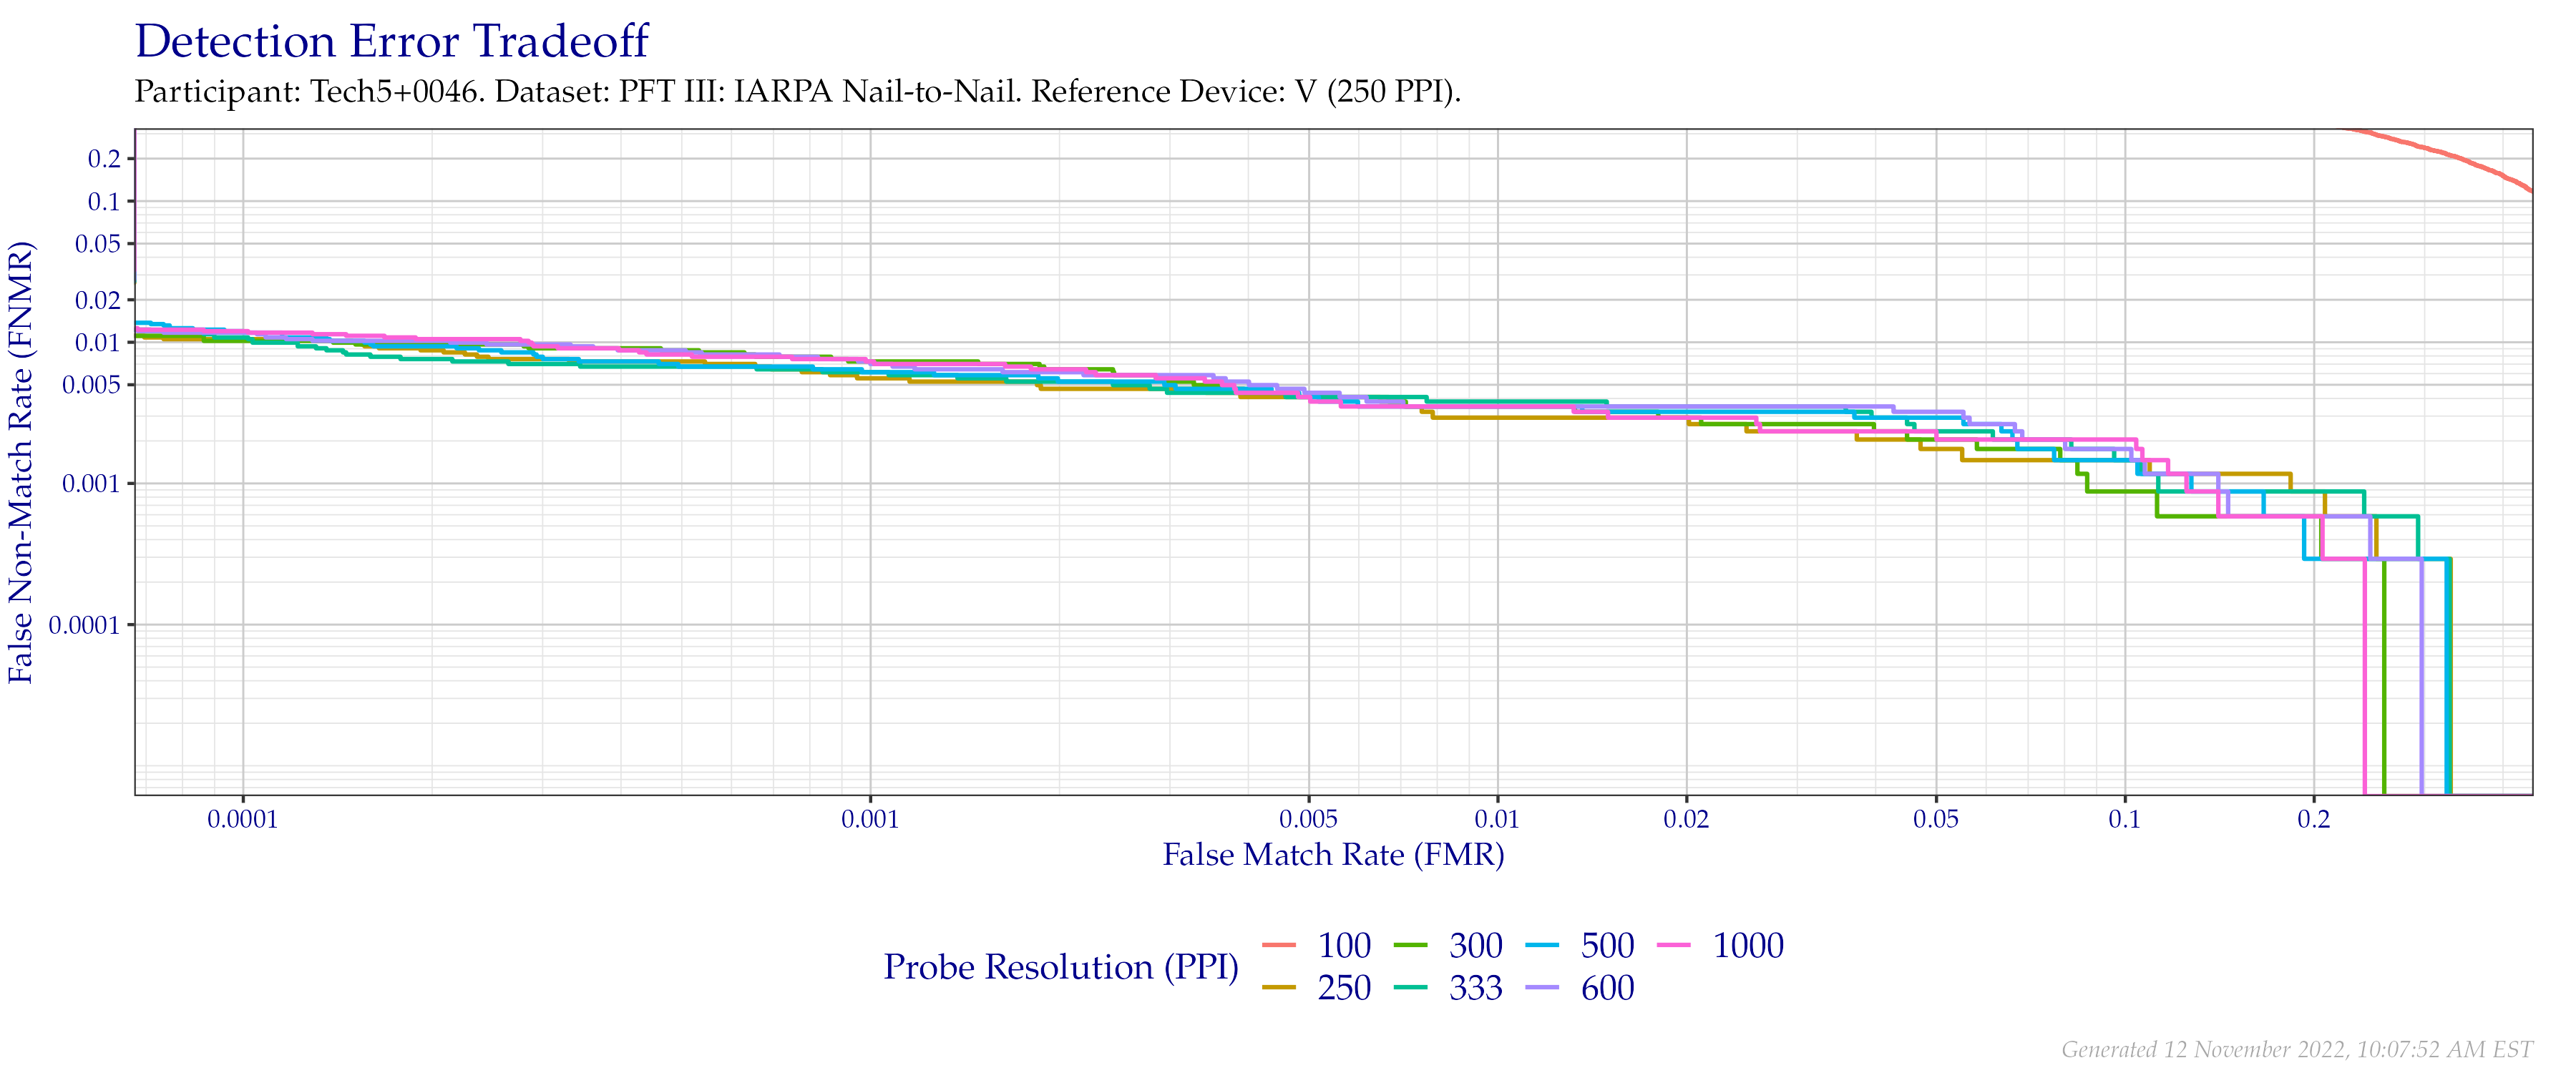 Detection Error Tradeoff
Participant: Tech5+0046. Dataset: PFT III: IARPA Nail-to-Nail. Reference Device: V (250 PPI).
False Non-Match Rate (FNMR)
0.2
0.1
0.05
0.02
0.01
0.005
0.001
0.0001
0.0001 0.001 0.005 0.01 0.02 0.05 0.1 0.2
False Match Rate (FMR)
Probe Resolution (PPI)
100 300 500 1000
250 333 600
Generated 12 November 2022, 10:07:52 AM EST